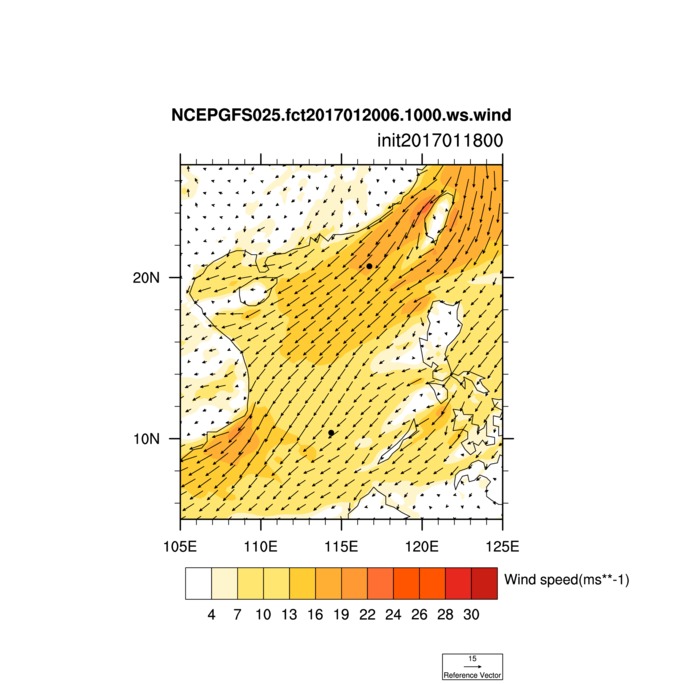 NCEPGFS025.fct2017012006.1000.ws.wind
init2017011800
20N
10N
105E 110E 115E 120E 125E
Wind speed(ms**-1)
4 7 10 13 16 19 22 24 26 28 30
15
Reference Vector